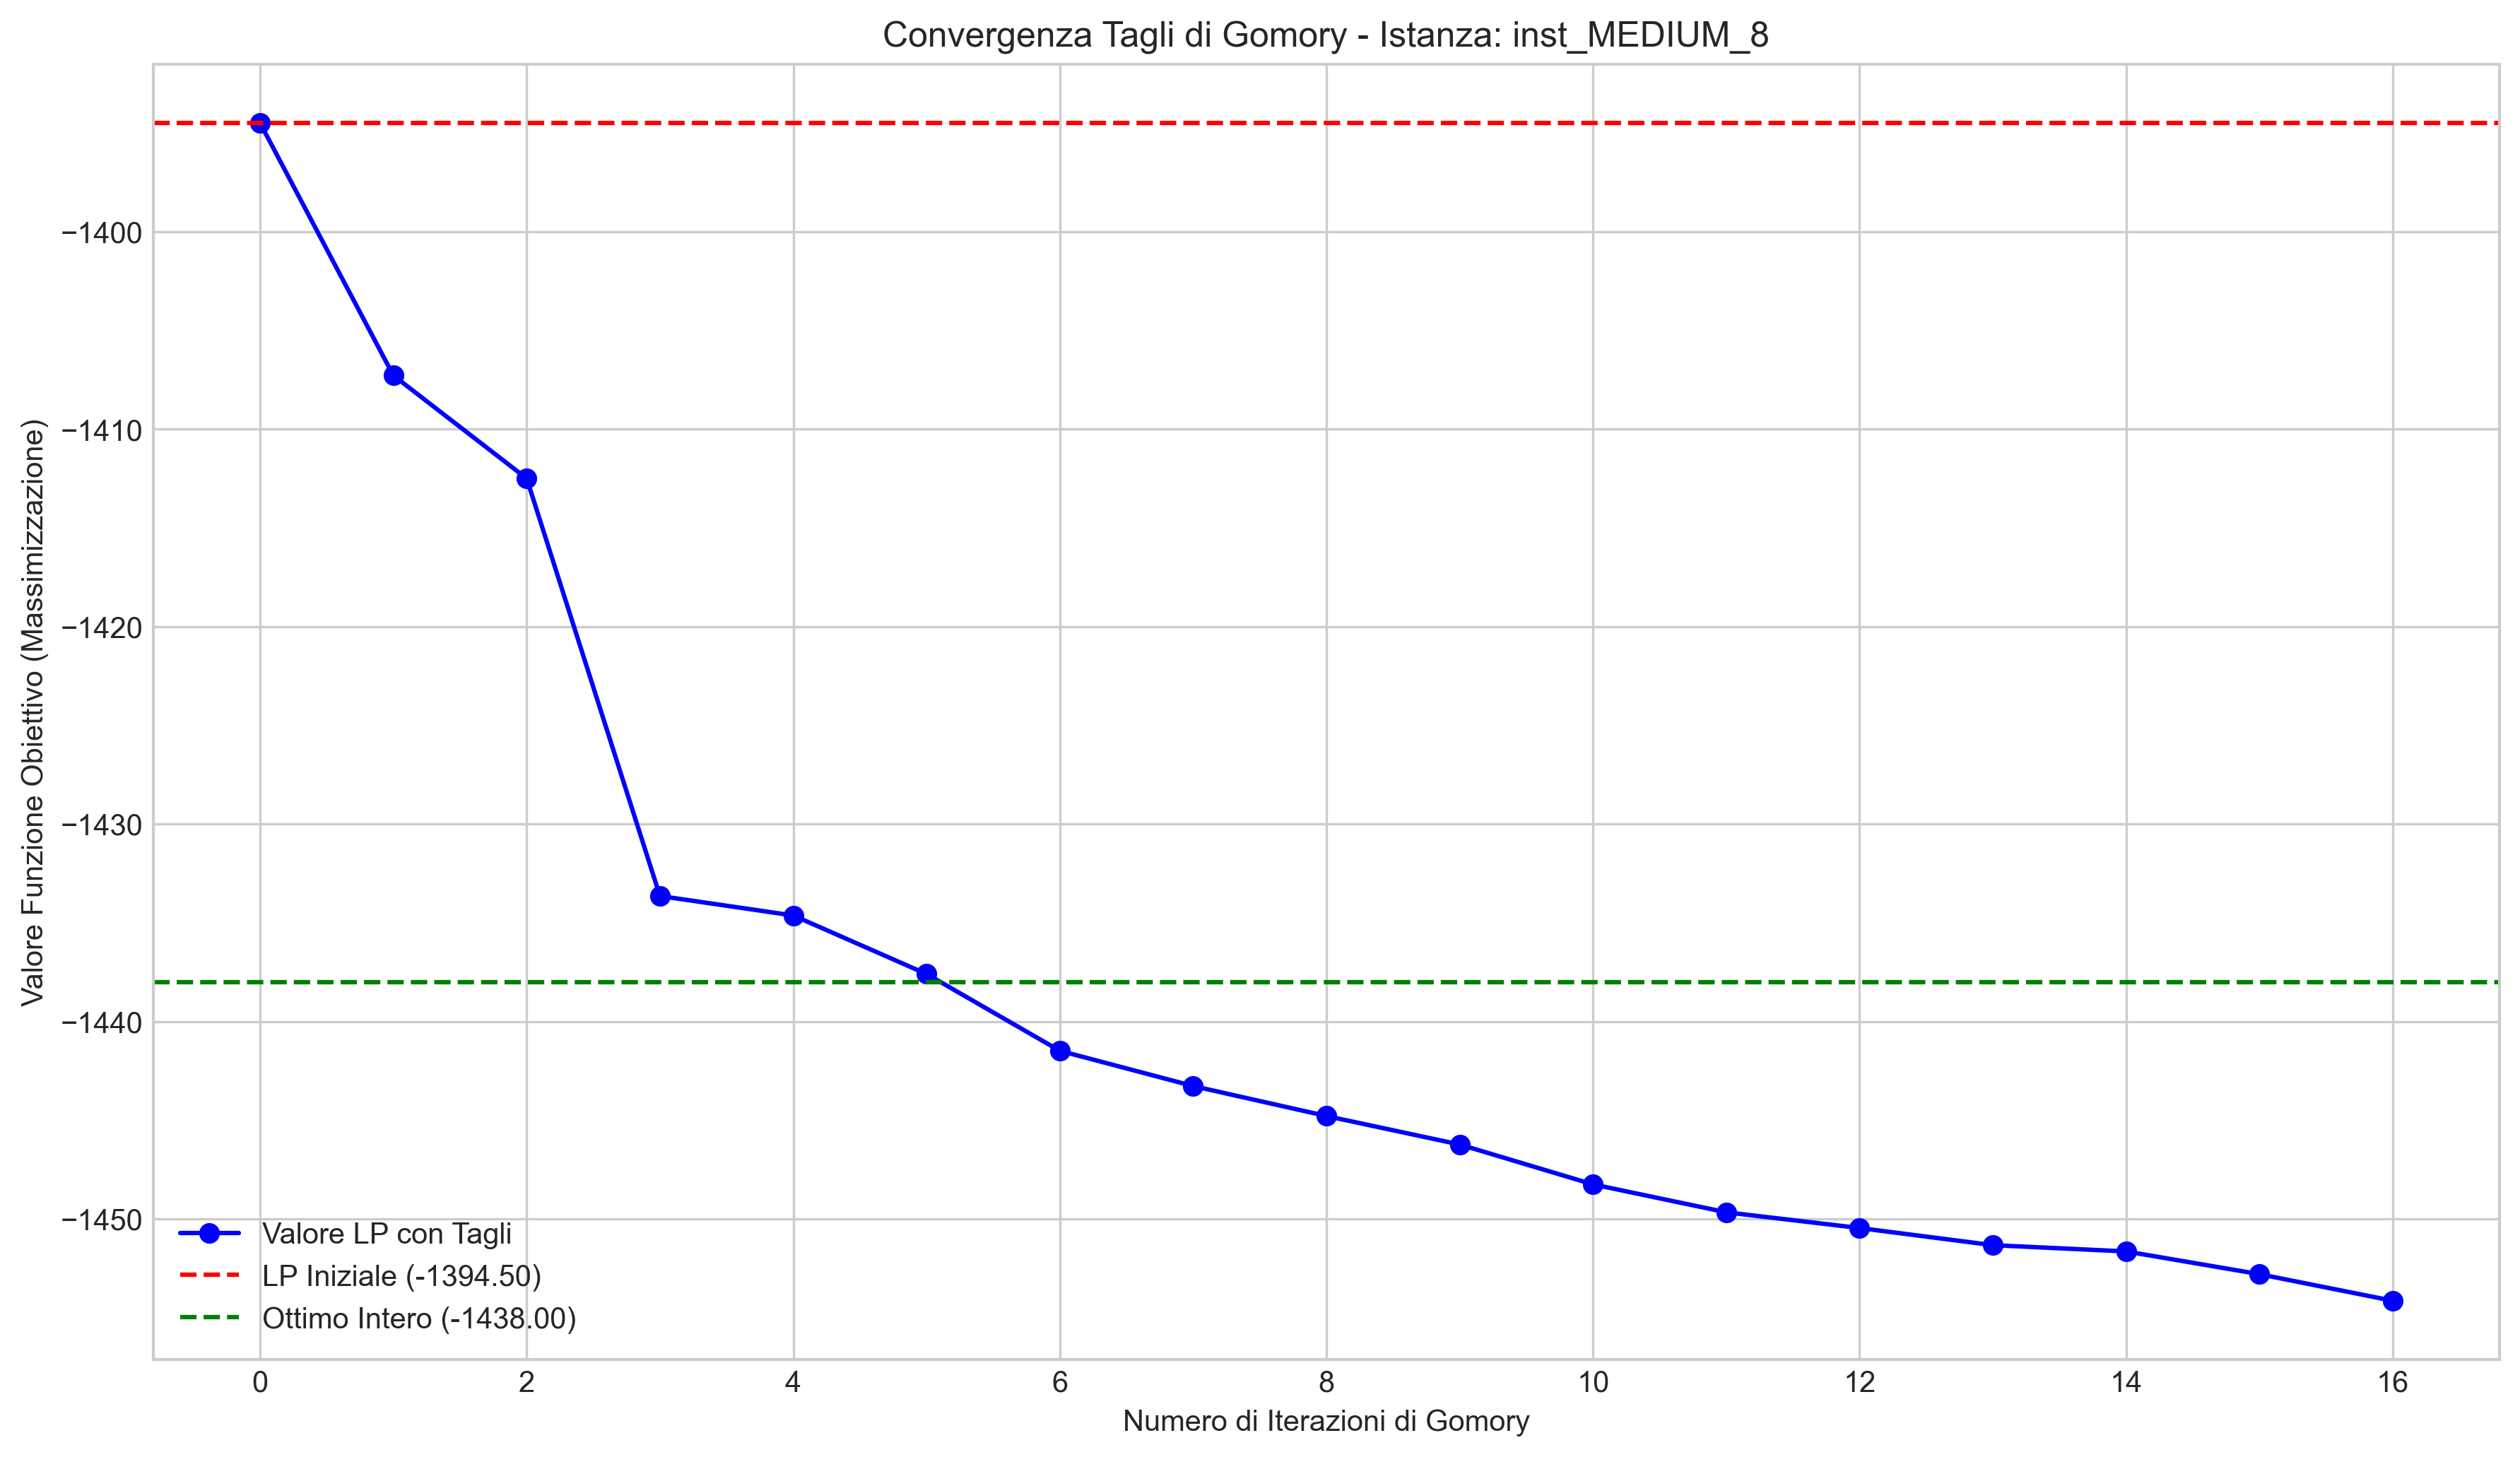 Convergenza Tagli di Gomory - Istanza: inst_MEDIUM_8
Valore Funzione Obiettivo (Massimizzazione)
−1400
−1410
−1420
−1430
−1440
−1450
Valore LP con Tagli
LP Iniziale (-1394.50)
Ottimo Intero (-1438.00)
0 2 4 6 8 10 12 14 16
Numero di Iterazioni di Gomory